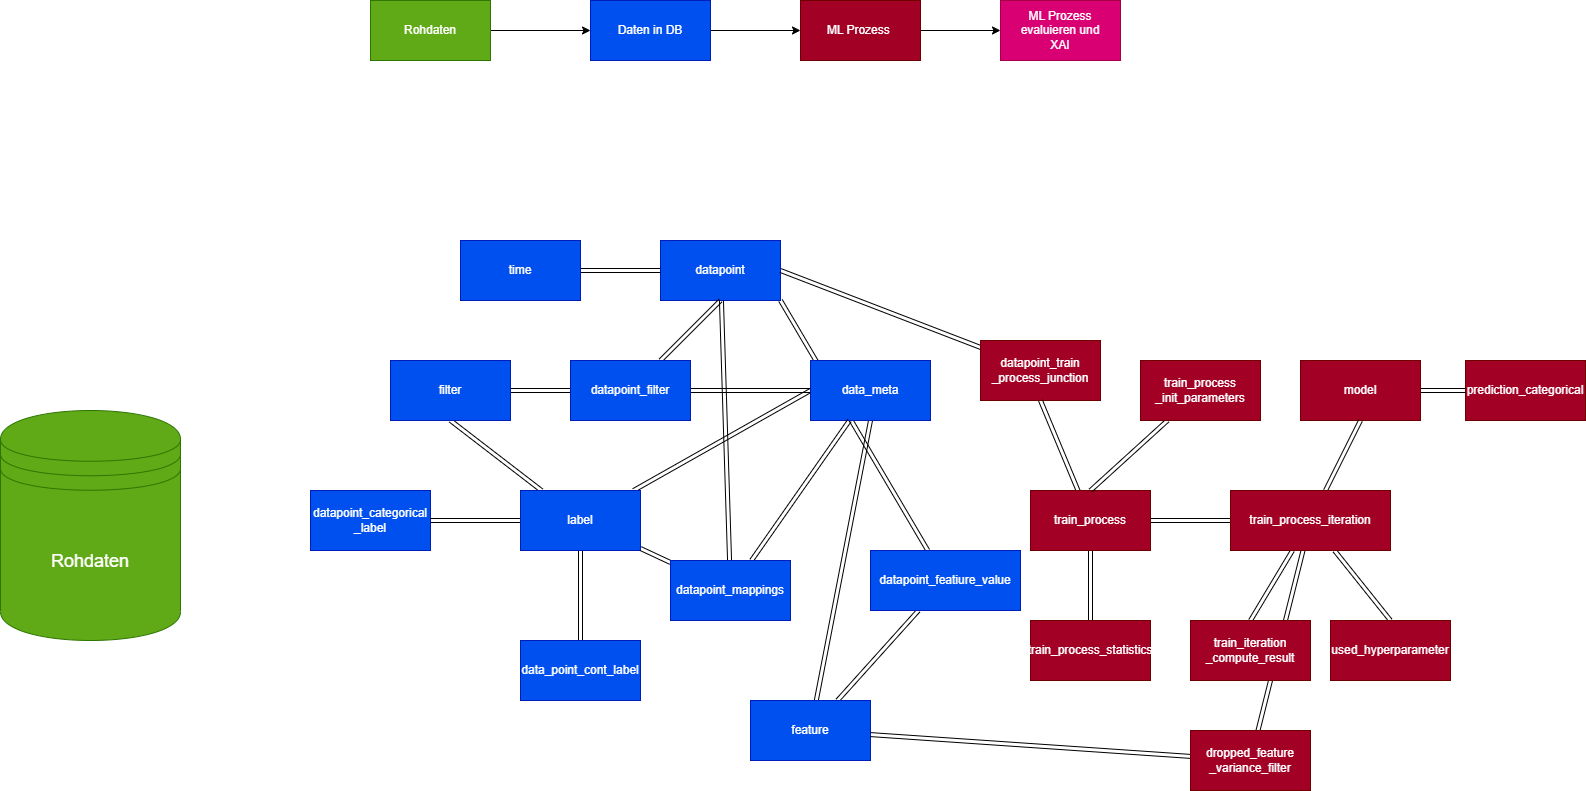 Rohdaten
Daten in DB
ML Prozess
ML Prozess
evaluieren und
XAI
time
datapoint
datapoint_train
_process_junction
filter
datapoint_filter
data_meta
train_process
_init_parameters
model
prediction_categorical
datapoint_categorical
_label
label
train_process
train_process_iteration
Rohdaten
datapoint_mappings
datapoint_featiure_value
data_point_cont_label
train_process_statistics
train_iteration
_compute_result
used_hyperparameter
feature
dropped_feature
_variance_filter